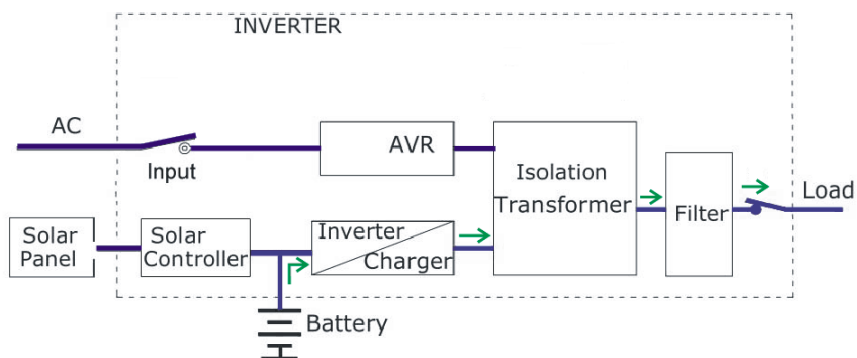 INVERTER
AC
Input
AVR
Isolation
Transformer
Filter
Load
Solar
Panel
Solar
Controller
Inverter
Charger
Battery